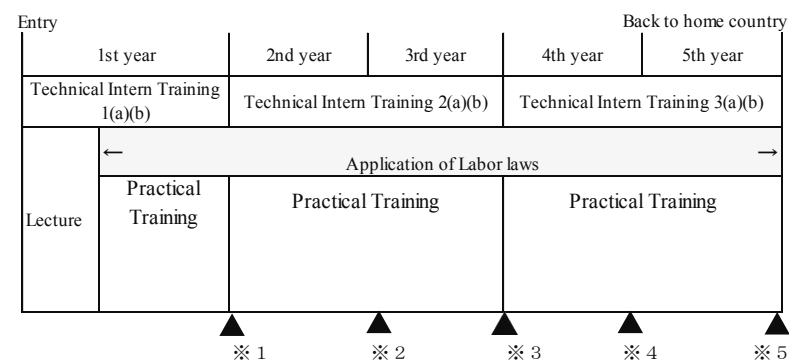 Entry Back to home country
1st year 2nd year 3rd year 4th year 5th year
Technical Intern Training
1(a)(b)
Technical Intern Training 2(a)(b)
Technical Intern Training 3(a)(b)
← →
Application of Labor laws
Lecture
Practical
Training
Practical Training
Practical Training
▲ ▲ ▲ ▲ ▲
※1 ※2 ※3 ※4 ※5